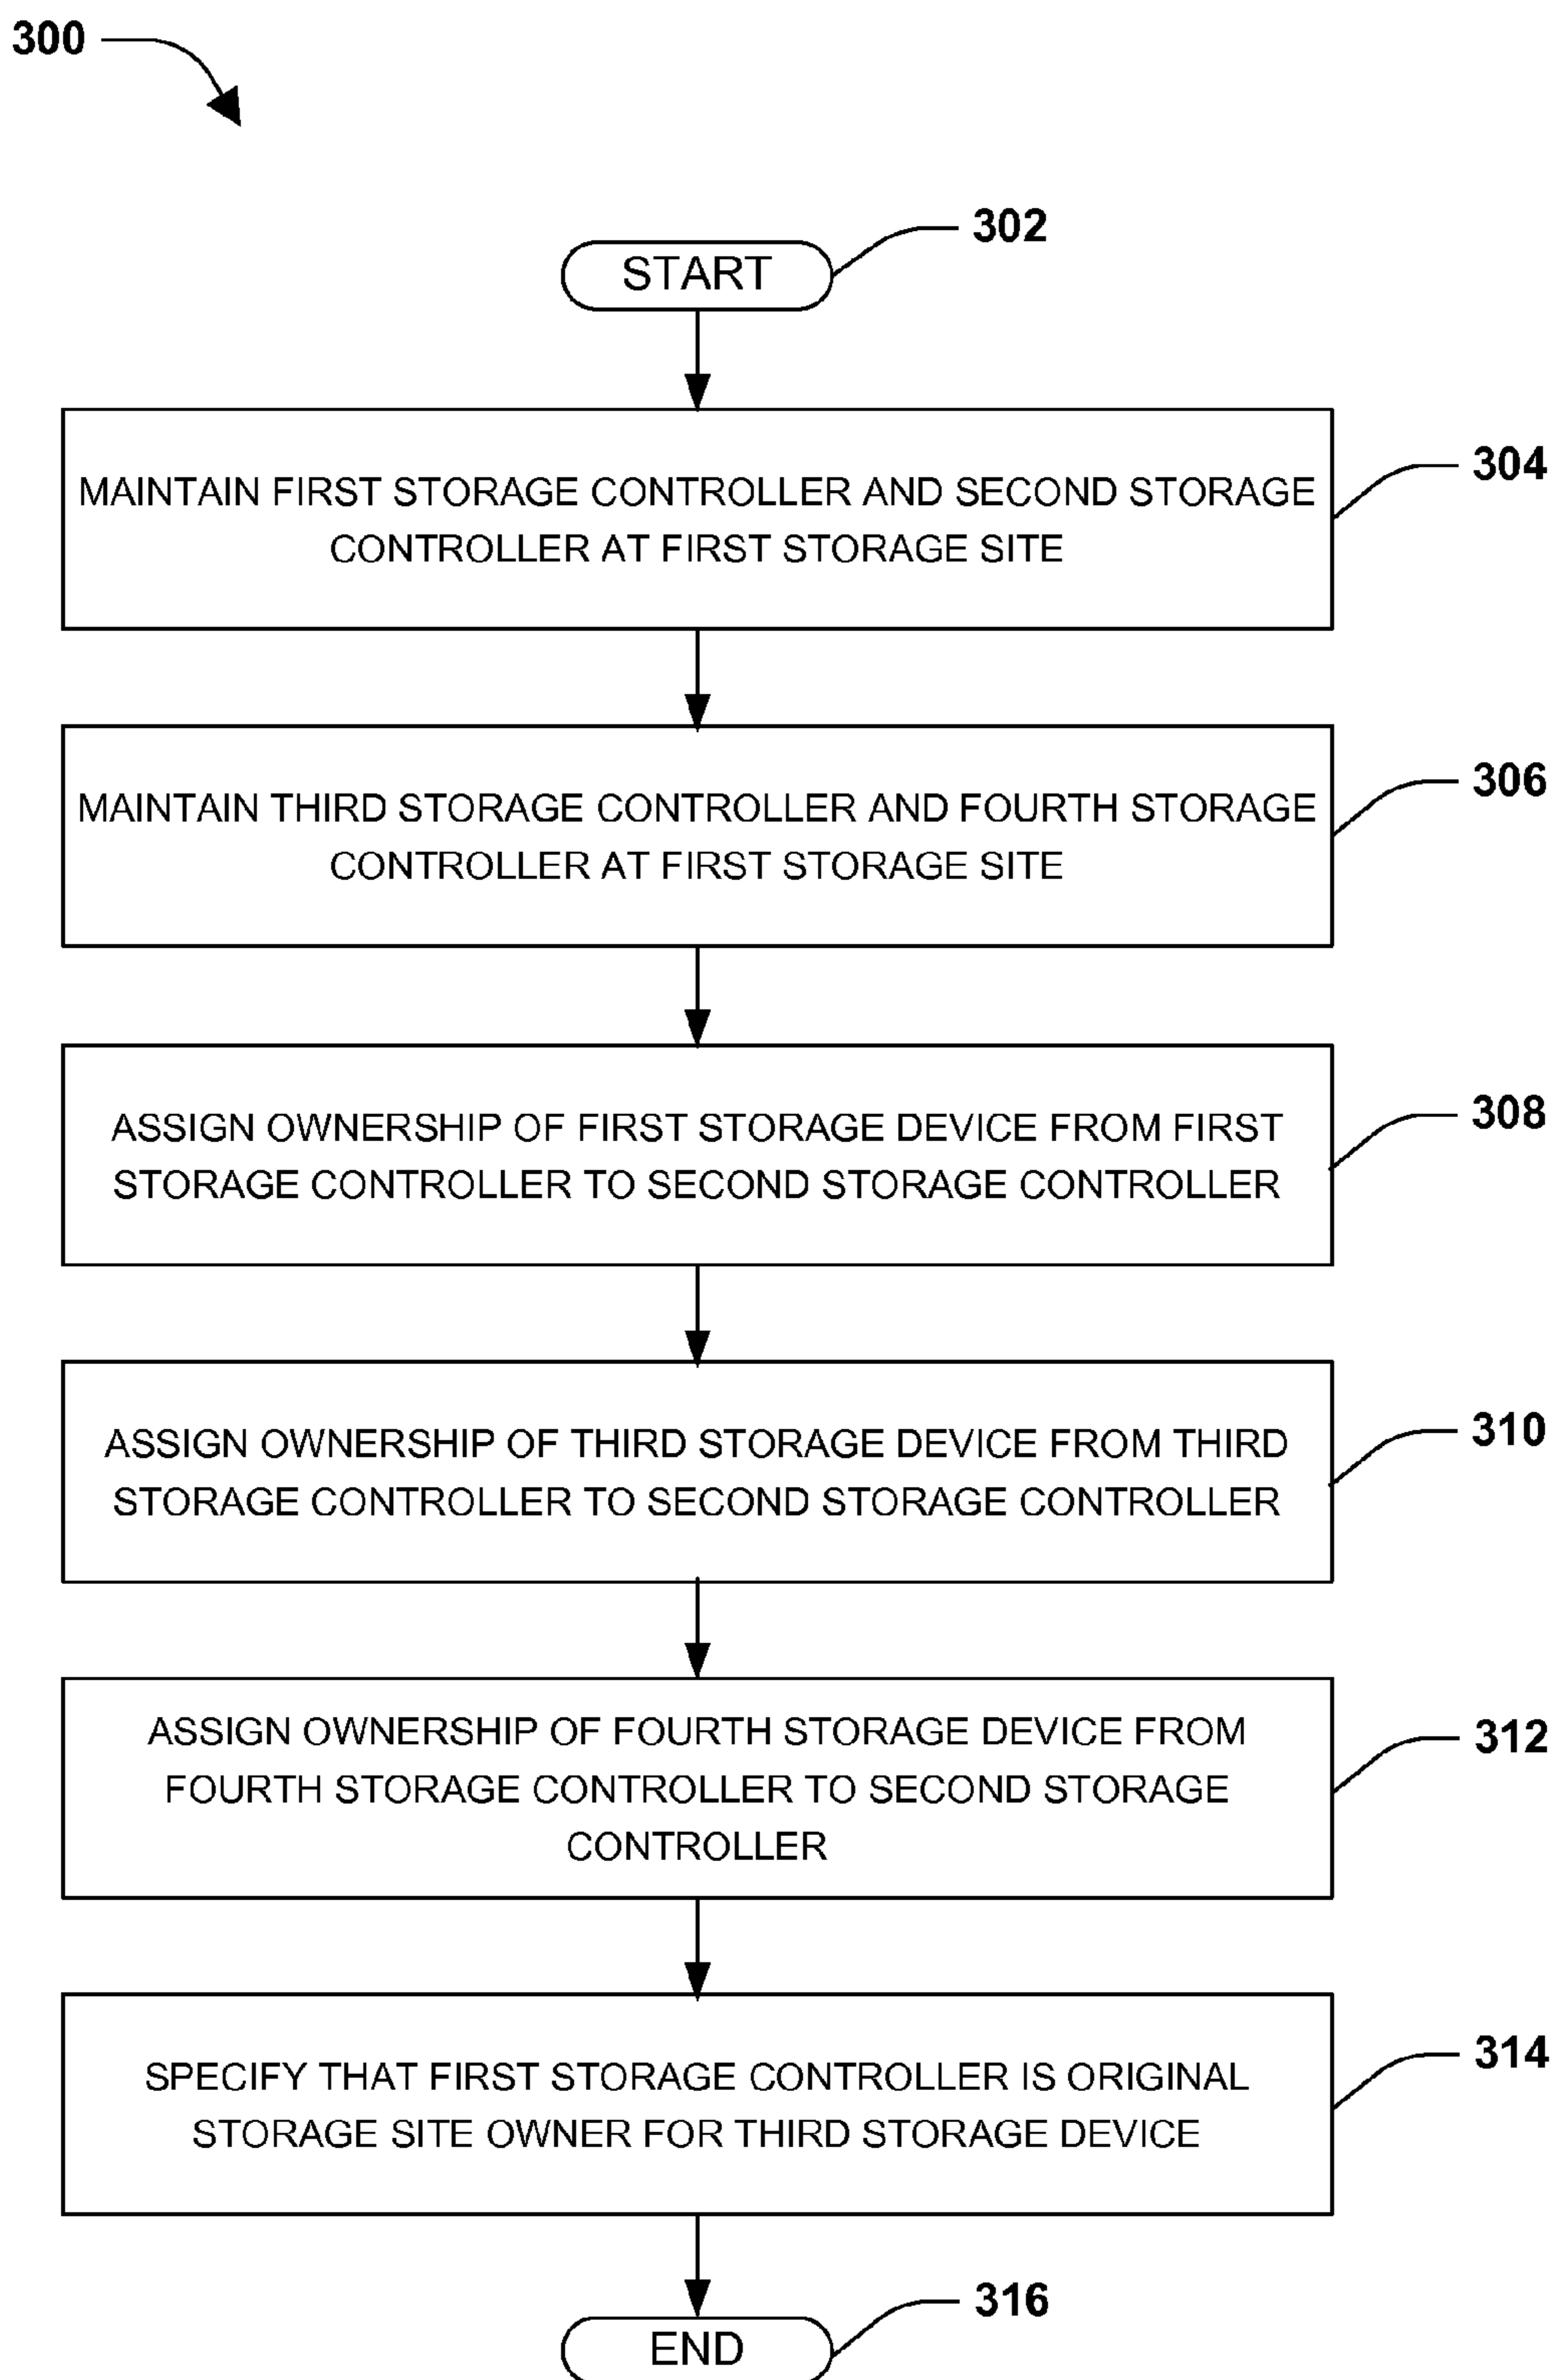 300
302
START
304
MAINTAIN FIRST STORAGE CONTROLLER AND SECOND STORAGE
CONTROLLER AT FIRST STORAGE SITE
306
MAINTAIN THIRD STORAGE CONTROLLER AND FOURTH STORAGE
CONTROLLER AT FIRST STORAGE SITE
308
ASSIGN OWNERSHIP OF FIRST STORAGE DEVICE FROM FIRST
STORAGE CONTROLLER TO SECOND STORAGE CONTROLLER
310
ASSIGN OWNERSHIP OF THIRD STORAGE DEVICE FROM THIRD
STORAGE CONTROLLER TO SECOND STORAGE CONTROLLER
312
ASSIGN OWNERSHIP OF FOURTH STORAGE DEVICE FROM
FOURTH STORAGE CONTROLLER TO SECOND STORAGE
CONTROLLER
314
SPECIFY THAT FIRST STORAGE CONTROLLER IS ORIGINAL
STORAGE SITE OWNER FOR THIRD STORAGE DEVICE
316
END